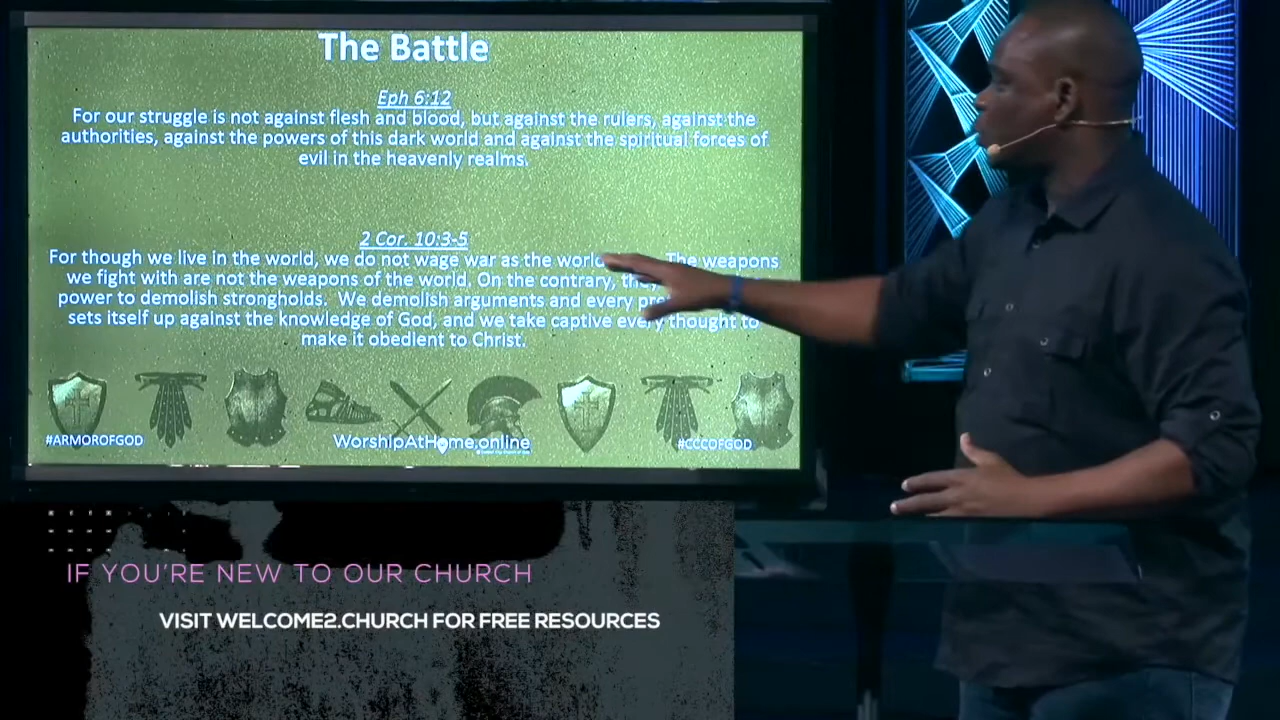 The Battle
Eph 6:12
For our struggle is not against flesh and blood, but against the rulers, against the
authorities, against the powers of this dark world and against the spiritual forces of
evil in the heavenly realms.
2 Cor. 10:3-5
For though we live in the world, we do not wage war as the world The weapons
we fight with are not the weapons of the world. On the contrary, they
power to demolish strongholds. We demolish arguments and every pre
sets itself up against the knowledge of God, and we take captive every thought to
make it obedient to Christ.
#ARMOROFGOD
WorshipAtHome.online
#CCCOFGOD
IF YOU'RE NEW TO OUR CHURCH
VISIT WELCOME2.CHURCH FOR FREE RESOURCES